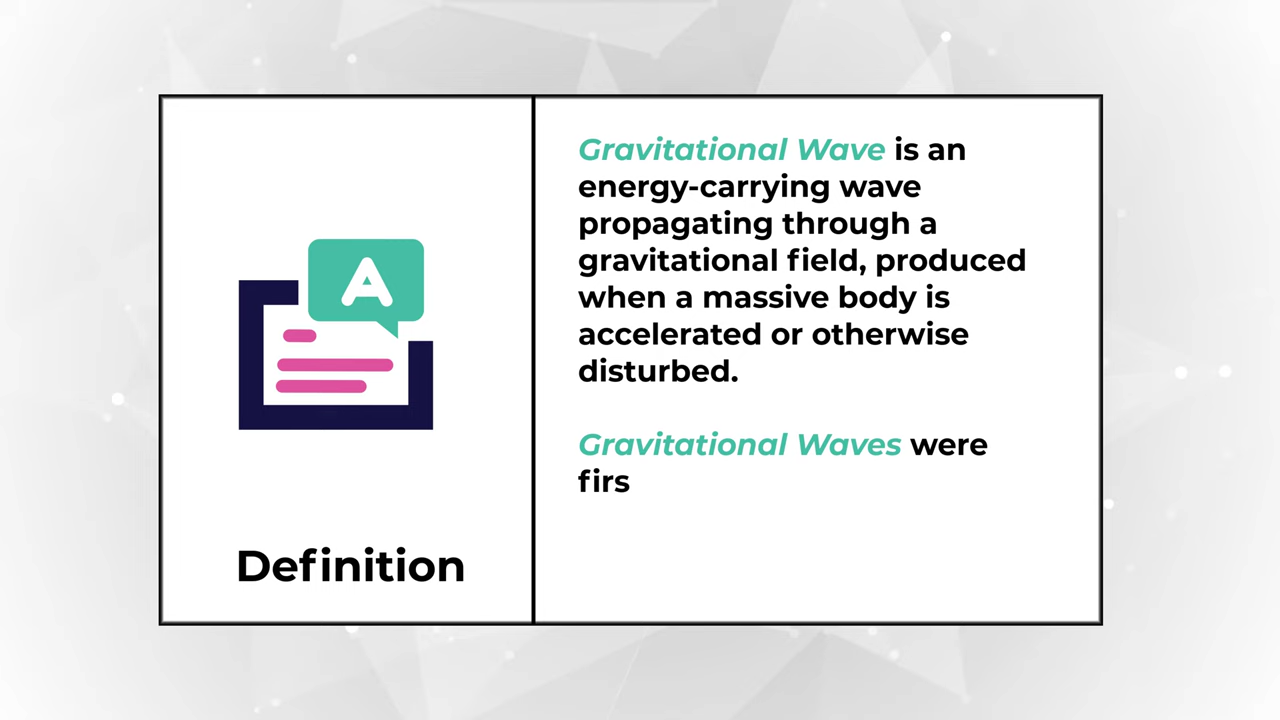 A
Definition
Gravitational Wave is an
energy-carrying wave
propagating through a
gravitational field, produced
when a massive body is
accelerated or otherwise
disturbed.
Gravitational Waves were
firs